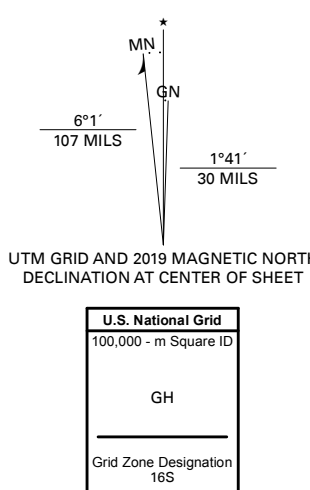 ★
MN
GN
6°1´
107 MILS
1°41´
30 MILS
UTM GRID AND 2019 MAGNETIC NORTH
DECLINATION AT CENTER OF SHEET
U.S. National Grid
100,000 - m Square ID
GH
Grid Zone Designation
16S